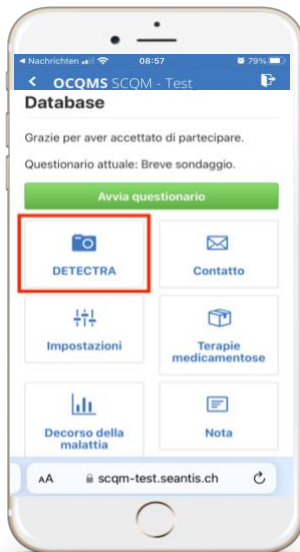 Nachrichten 08:57 79%
OCQMS SCQM - Test
Database
Grazie per aver accettato di partecipare.
Questionario attuale: Breve sondaggio.
Avvia questionario
DETECTRA Contatto
Impostazioni Terapie
medicamentose
Decorso della Nota
malattia
AA scqm-test.seantis.ch